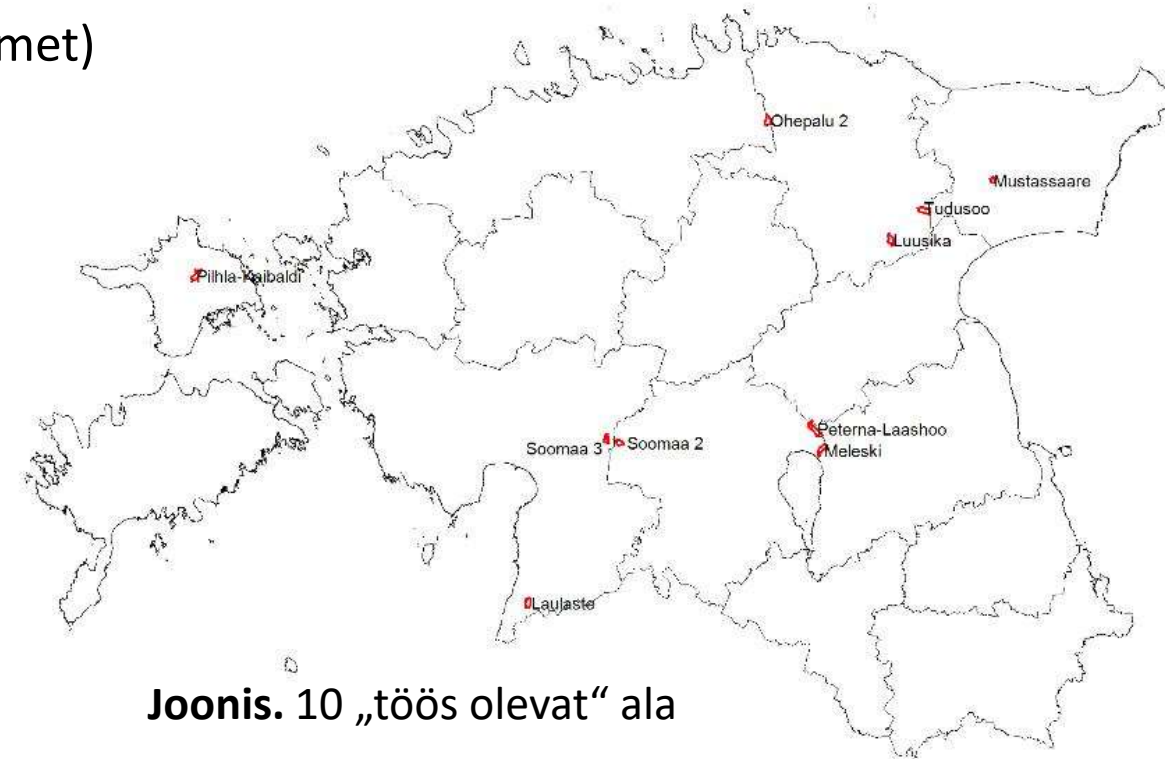 met)
Ohepalu 2
Mustassaare
Tudusoo
Luusika
Pilhla-Kaibaldi
Peterna-Laashoo
Soomaa 3
Soomaa 2
Meleski
Laulaste
Joonis. 10 „töös olevat“ ala